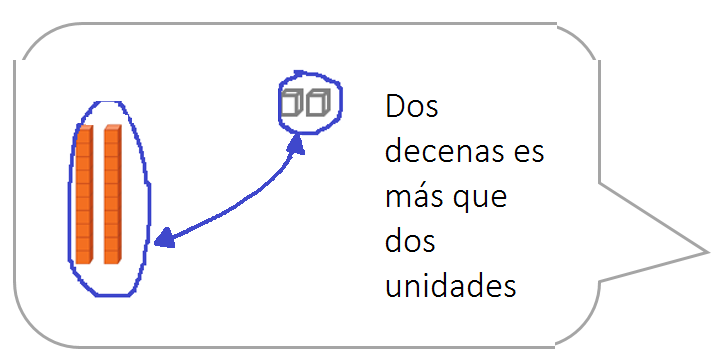 Dos
decenas es
más que
dos
unidades